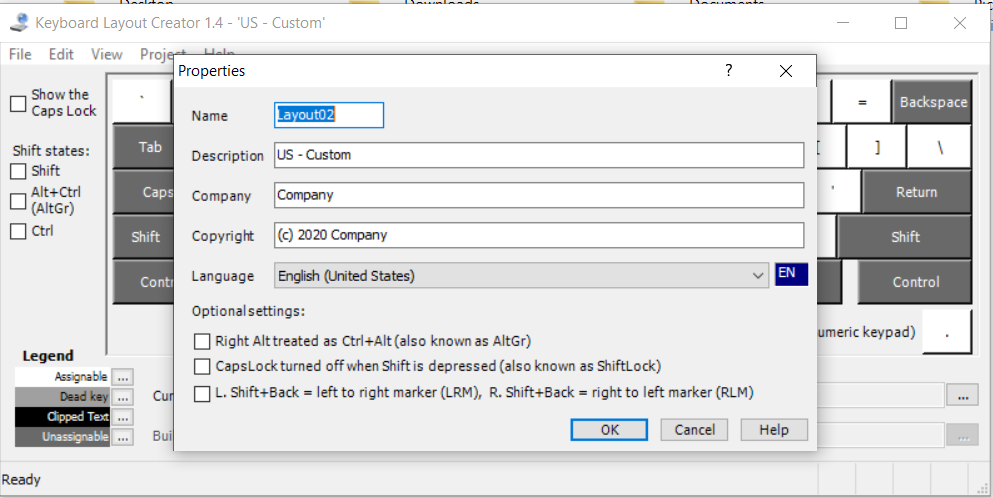 Desktop Downloads Documents
Keyboard Layout Creator 1.4 - 'US - Custom'
File Edit View Project Help
Show the
Caps Lock
Shift states:
Shift
Alt+Ctrl
(AltGr)
Ctrl
`
Tab
Caps
Shift
Contr
= Backspace
[ ] \
' Return
Shift
Control
umeric keypad) .
Properties ?
Name Layout02
Description US - Custom
Company Company
Copyright (c) 2020 Company
Language English (United States) EN
Optional settings:
Right Alt treated as Ctrl+Alt (also known as AltGr)
CapsLock turned off when Shift is depressed (also known as ShiftLock)
L. Shift+Back = left to right marker (LRM), R. Shift+Back = right to left marker (RLM)
OK Cancel Help
Legend
Assignable ...
Dead key ...
Clipped Text ...
Unassignable ...
Cur ...
Bui ...
Ready